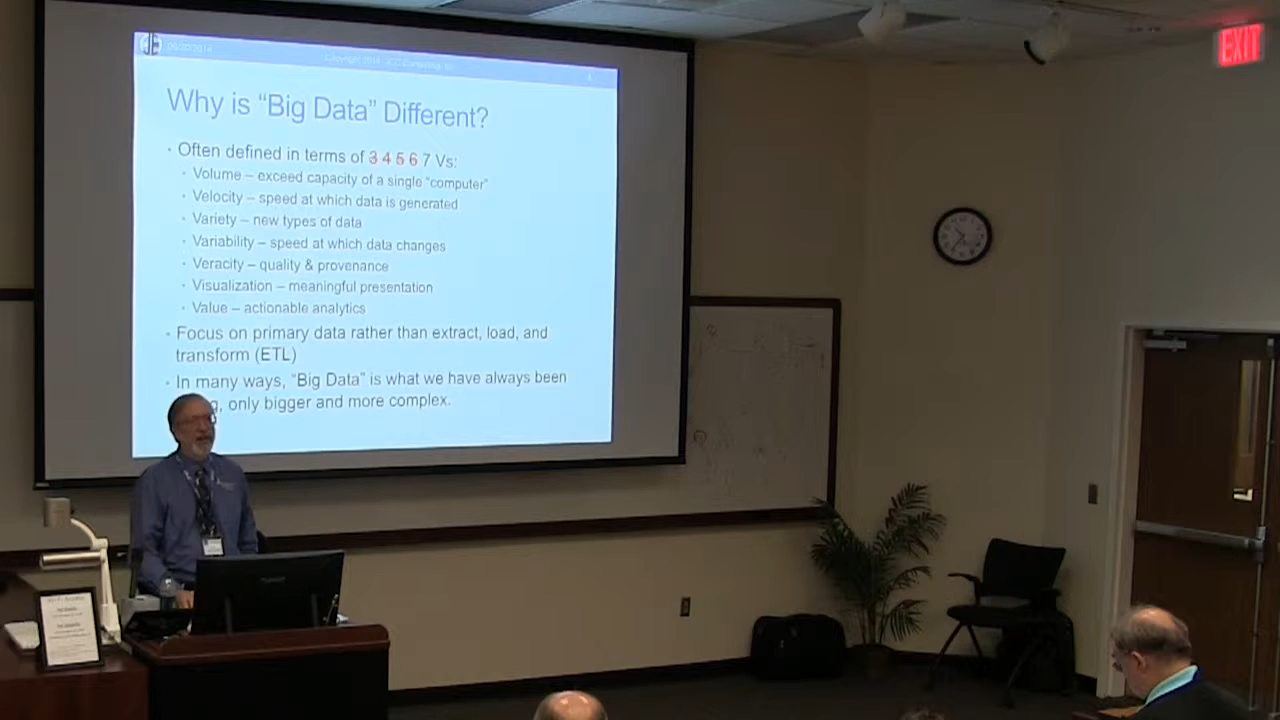 Why is “Big Data” Different?
• Often defined in terms of 3 4 5 6 7 Vs:
• Volume – exceed capacity of a single “computer”
• Velocity – speed at which data is generated
• Variety – new types of data
• Variability – speed at which data changes
• Veracity – quality & provenance
• Visualization – meaningful presentation
• Value – actionable analytics
• Focus on primary data rather than extract, load, and
transform (ETL)
• In many ways, “Big Data” is what we have always been
only bigger and more complex.
EXIT